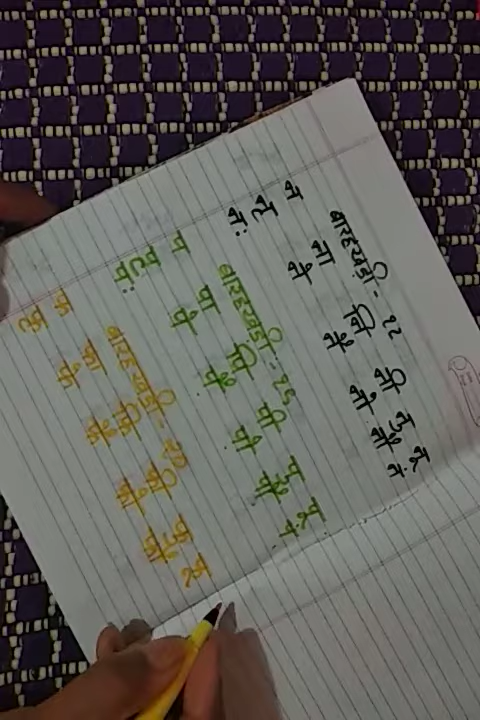 बारहखड़ी -
न ना नि नी नु नू
नृ ने नै नो नौ नं
नः
बारहखड़ी -
प पा पि पी पु पू
पृ पे पै पो पौ पं
पः
बारहखड़ी -
फ फा फि फी फु फू
फृ फे फै फो फौ